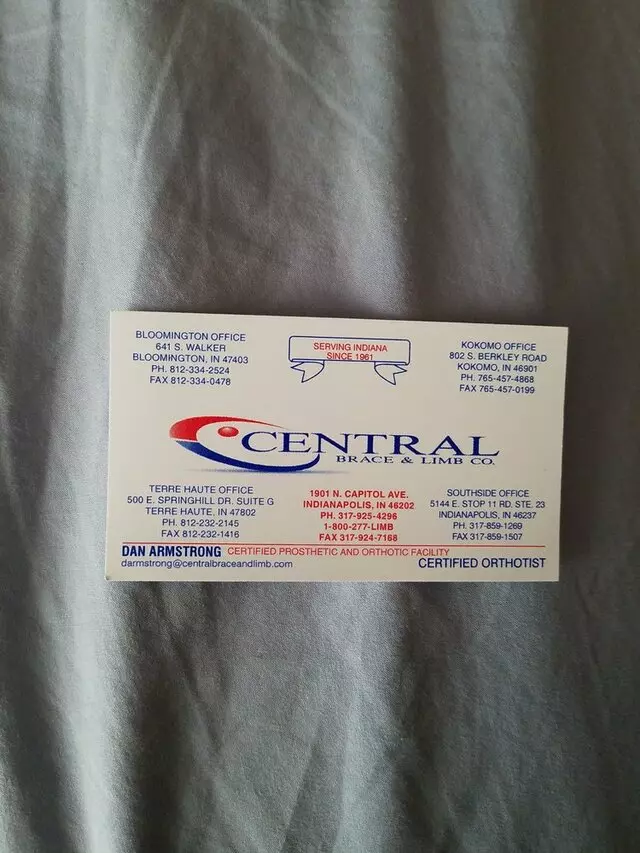 BLOOMINGTON OFFICE
641 S. WALKER
BLOOMINGTON, IN 47403
PH. 812-334-2524
FAX 812-334-0478
SERVING INDIANA
SINCE 1961
KOKOMO OFFICE
802 S. BERKLEY ROAD
KOKOMO, IN 46901
PH. 765-457-4868
FAX 765-457-0199
CENTRAL
BRACE & LIMB CO.
TERRE HAUTE OFFICE
500 E. SPRINGHILL DR. SUITE G
TERRE HAUTE, IN 47802
PH. 812-232-2145
FAX 812-232-1416
1901 N. CAPITOL AVE.
INDIANAPOLIS, IN 46202
PH. 317-925-4296
1-800-277-LIMB
FAX 317-924-7168
SOUTHSIDE OFFICE
5144 E. STOP 11 RD. STE. 23
INDIANAPOLIS, IN 46237
PH. 317-859-1269
FAX 317-859-1507
DAN ARMSTRONG CERTIFIED PROSTHETIC AND ORTHOTIC FACILITY
darmstrong@centralbraceandlimb.com
CERTIFIED ORTHOTIST